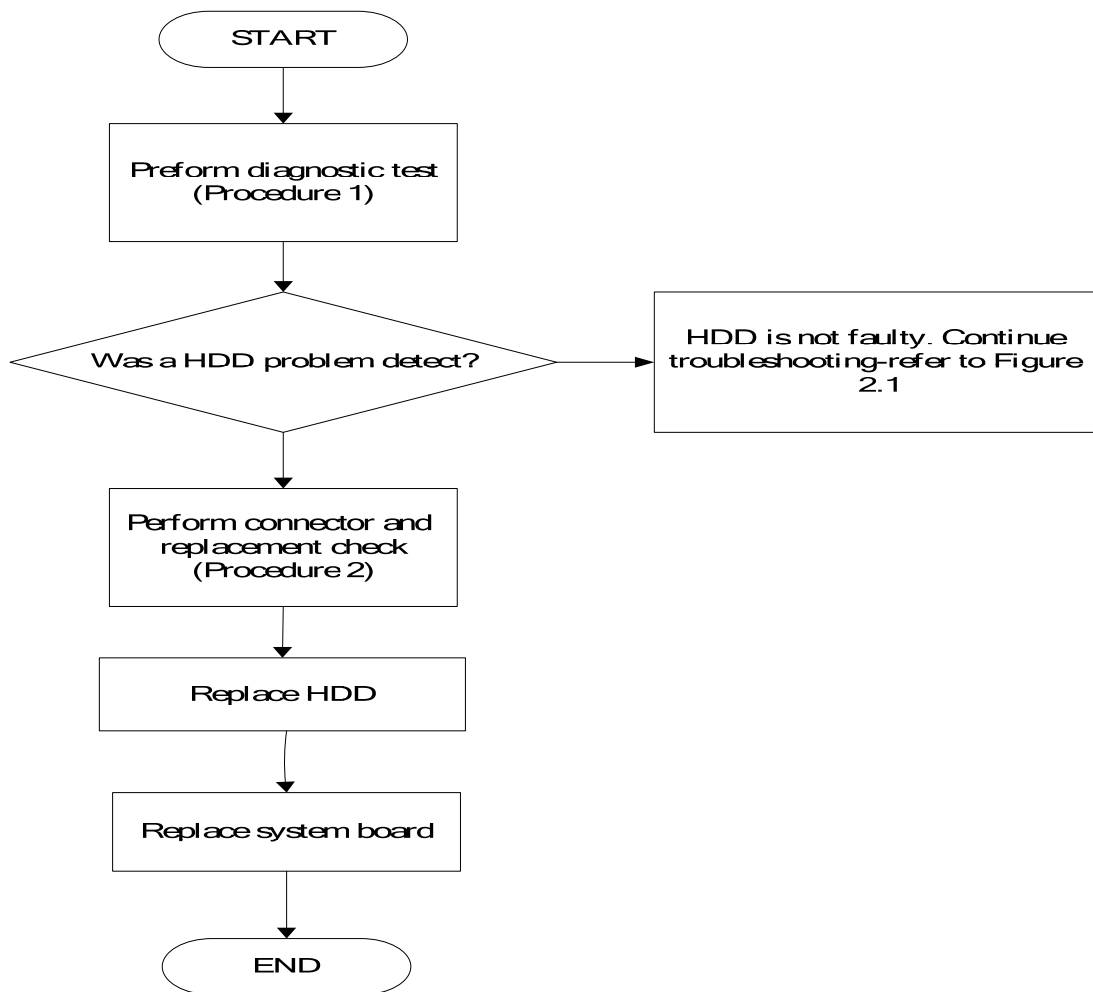 START
Preform diagnostic test
(Procedure 1)
Was a HDD problem detect?
HDD is not faulty. Continue
troubleshooting-refer to Figure
2.1
Perform connector and
replacement check
(Procedure 2)
Replace HDD
Replace system board
END